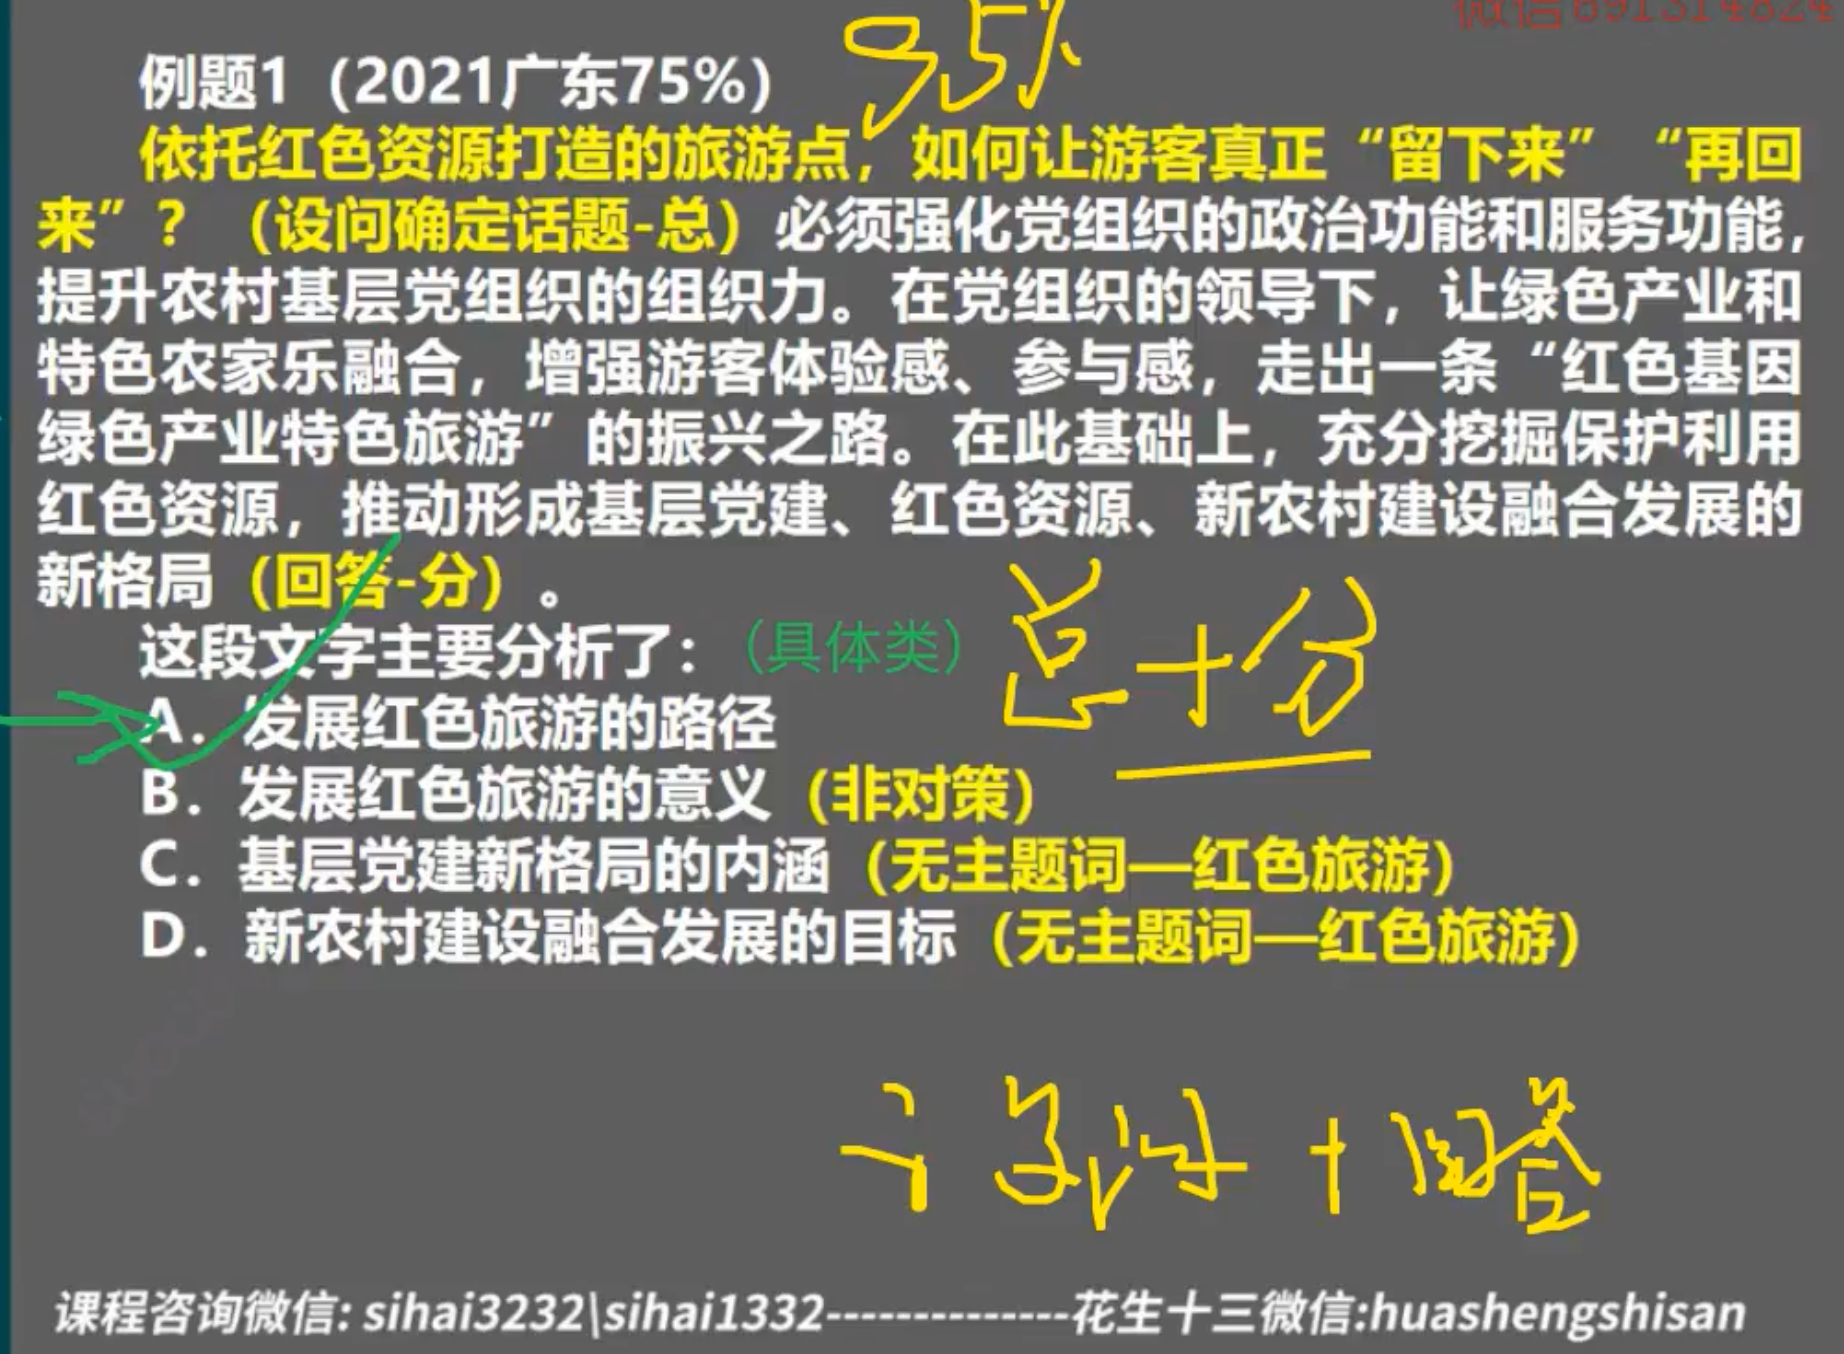 微信691314824
例题1（2021广东75%）
95%
依托红色资源打造的旅游点，如何让游客真正“留下来”“再回
来”？（设问确定话题-总）必须强化党组织的政治功能和服务功能，
提升农村基层党组织的组织力。在党组织的领导下，让绿色产业和
特色农家乐融合，增强游客体验感、参与感，走出一条“红色基因
绿色产业特色旅游”的振兴之路。在此基础上，充分挖掘保护利用
红色资源，推动形成基层党建、红色资源、新农村建设融合发展的
新格局（回答-分）。
这段文字主要分析了：（具体类）
总+分
A．发展红色旅游的路径
B．发展红色旅游的意义（非对策）
C．基层党建新格局的内涵（无主题词—红色旅游）
D．新农村建设融合发展的目标（无主题词—红色旅游）
设问+回答
课程咨询微信: sihai3232\sihai1332--------------花生十三微信:huashengshisan